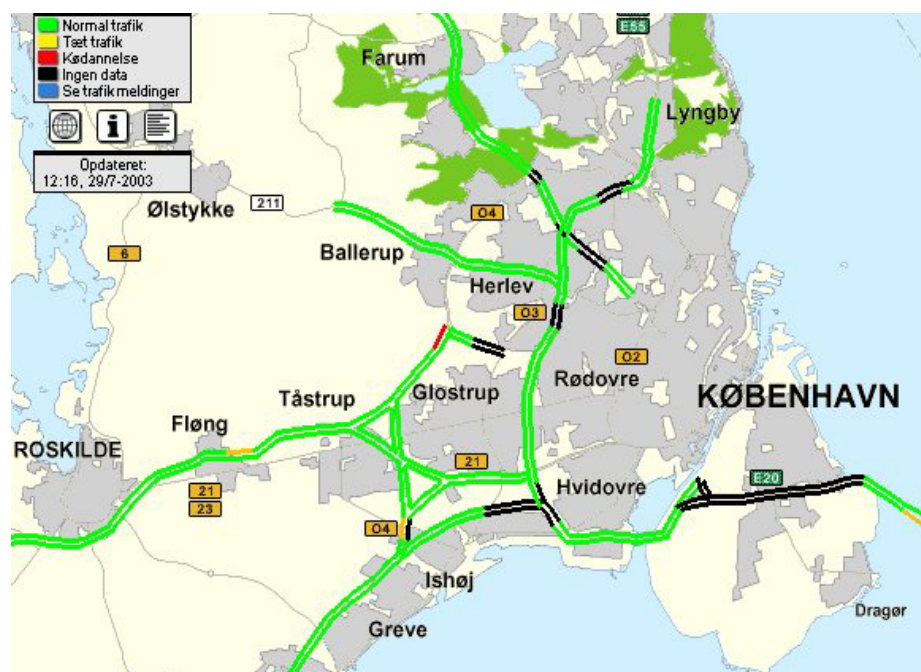 Normal trafik
Tæt trafik
Kødannelse
Ingen data
Se trafik meldinger
i
Opdateret:
12:16, 29/7-2003
E55
Farum
Lyngby
Ølstykke
211
O4
6
Ballerup
Herlev
O3
O2
Rødovre
Glostrup
KØBENHAVN
Tåstrup
Fløng
ROSKILDE
21
Hvidovre
E20
21
23
O4
Ishøj
Greve
Dragør